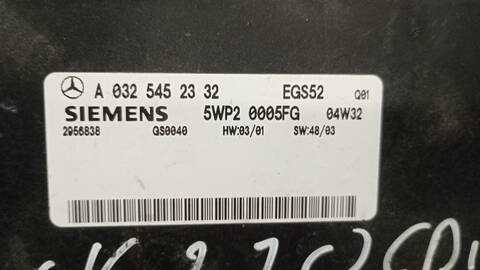 A 032 545 23 32 EGS52 Q01
SIEMENS 5WP2 0005FG 04W32
2956838 GS0040 HW:03/01 SW:48/03